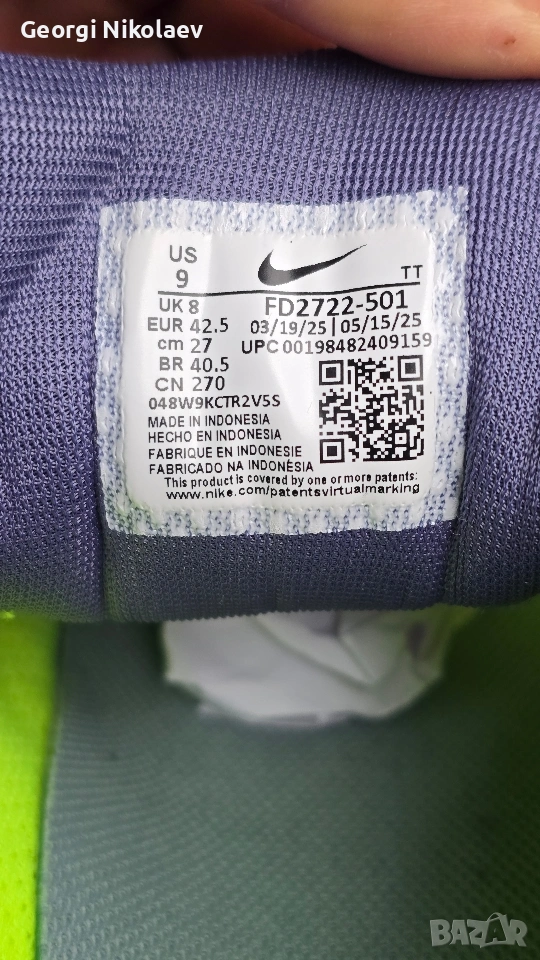 Georgi Nikolaev
US
9
TT
UK 8
FD2722-501
EUR 42.5
03/19/25 | 05/15/25
cm 27
UPC 00198482409159
BR 40.5
CN 270
048W9KCTR2V5S
MADE IN INDONESIA
HECHO EN INDONESIA
FABRIQUE EN INDONESIE
FABRICADO NA INDONÉSIA
This product is covered by one or more patents:
www.nike.com/patentsvirtualmarking
BAZAR